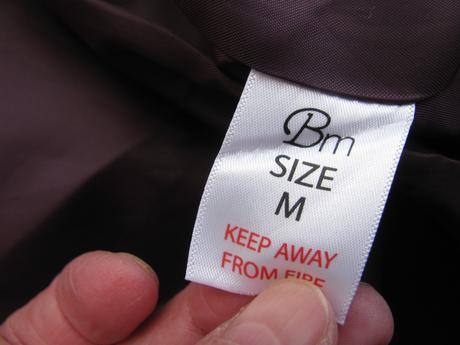 Bm
SIZE
M
KEEP AWAY
FROM FIRE